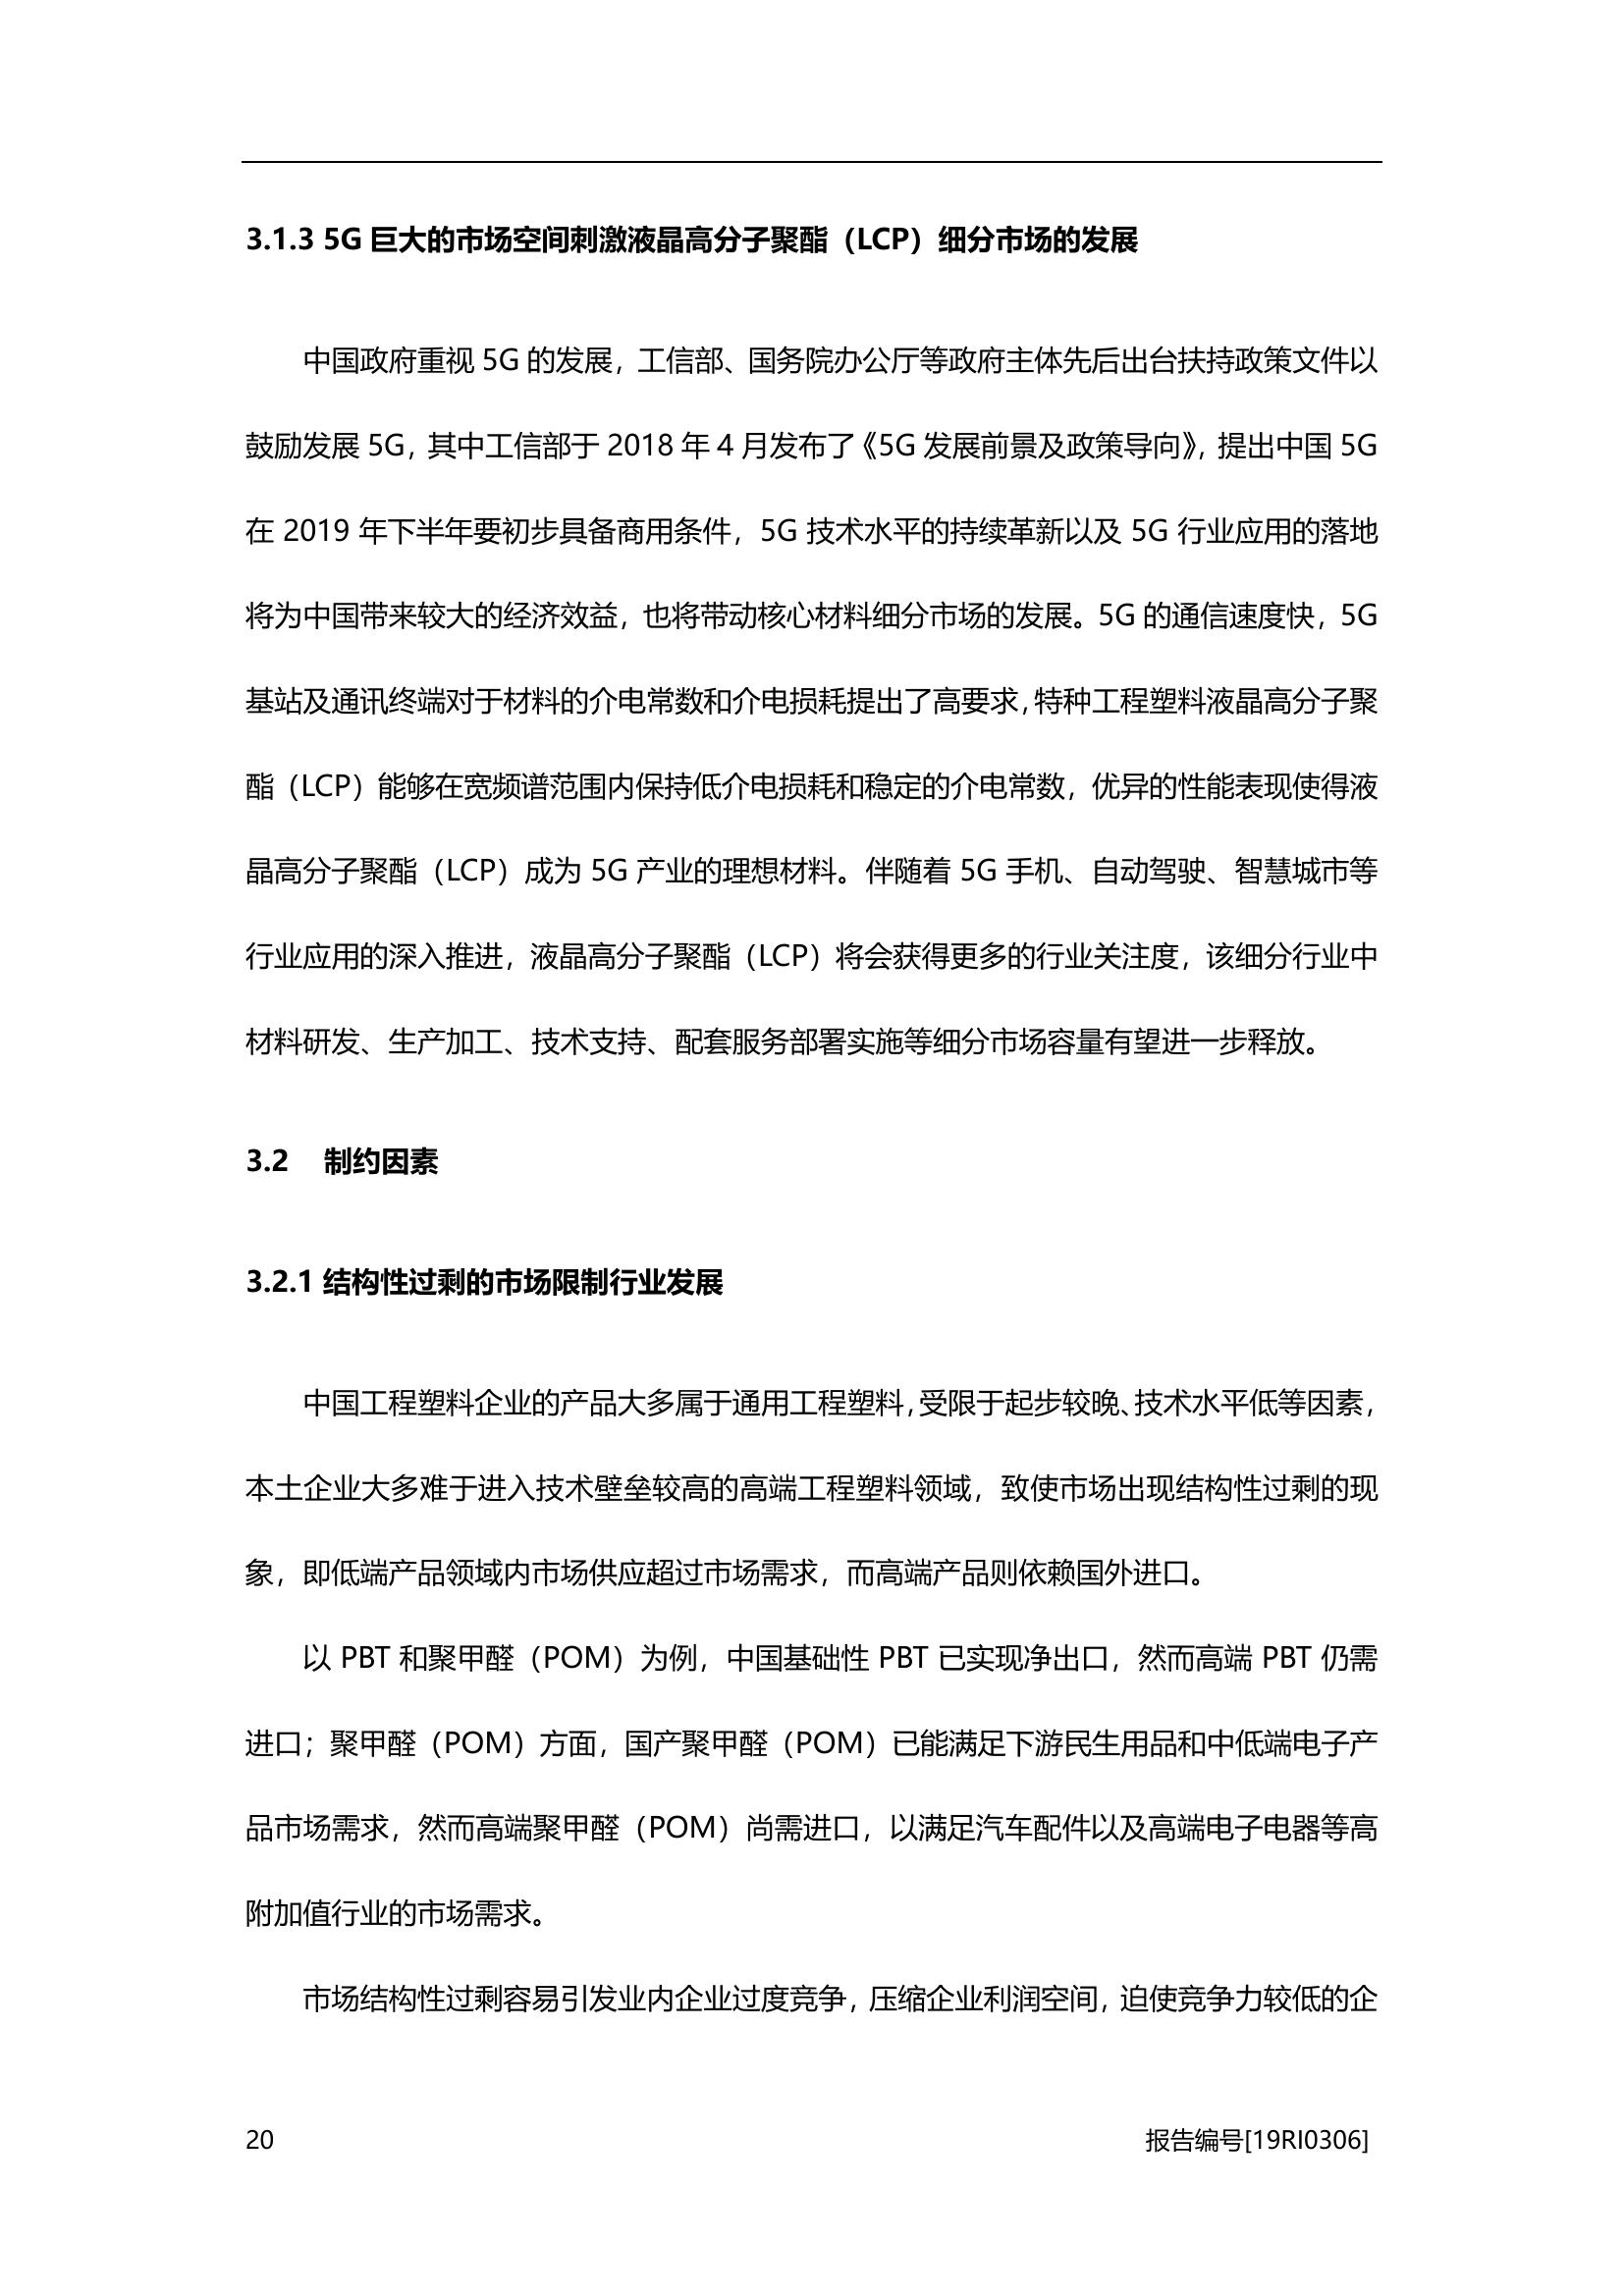 3.1.3 5G 巨大的市场空间刺激液晶高分子聚酯（LCP）细分市场的发展
中国政府重视 5G 的发展，工信部、国务院办公厅等政府主体先后出台扶持政策文件以
鼓励发展 5G，其中工信部于 2018 年 4 月发布了《5G 发展前景及政策导向》，提出中国 5G
在 2019 年下半年要初步具备商用条件，5G 技术水平的持续革新以及 5G 行业应用的落地
将为中国带来较大的经济效益，也将带动核心材料细分市场的发展。5G 的通信速度快，5G
基站及通讯终端对于材料的介电常数和介电损耗提出了高要求，特种工程塑料液晶高分子聚
酯（LCP）能够在宽频谱范围内保持低介电损耗和稳定的介电常数，优异的性能表现使得液
晶高分子聚酯（LCP）成为 5G 产业的理想材料。伴随着 5G 手机、自动驾驶、智慧城市等
行业应用的深入推进，液晶高分子聚酯（LCP）将会获得更多的行业关注度，该细分行业中
材料研发、生产加工、技术支持、配套服务部署实施等细分市场容量有望进一步释放。
3.2 制约因素
3.2.1 结构性过剩的市场限制行业发展
中国工程塑料企业的产品大多属于通用工程塑料，受限于起步较晚、技术水平低等因素，
本土企业大多难于进入技术壁垒较高的高端工程塑料领域，致使市场出现结构性过剩的现
象，即低端产品领域内市场供应超过市场需求，而高端产品则依赖国外进口。
以 PBT 和聚甲醛（POM）为例，中国基础性 PBT 已实现净出口，然而高端 PBT 仍需
进口；聚甲醛（POM）方面，国产聚甲醛（POM）已能满足下游民生用品和中低端电子产
品市场需求，然而高端聚甲醛（POM）尚需进口，以满足汽车配件以及高端电子电器等高
附加值行业的市场需求。
市场结构性过剩容易引发业内企业过度竞争，压缩企业利润空间，迫使竞争力较低的企
20 报告编号[19RI0306]